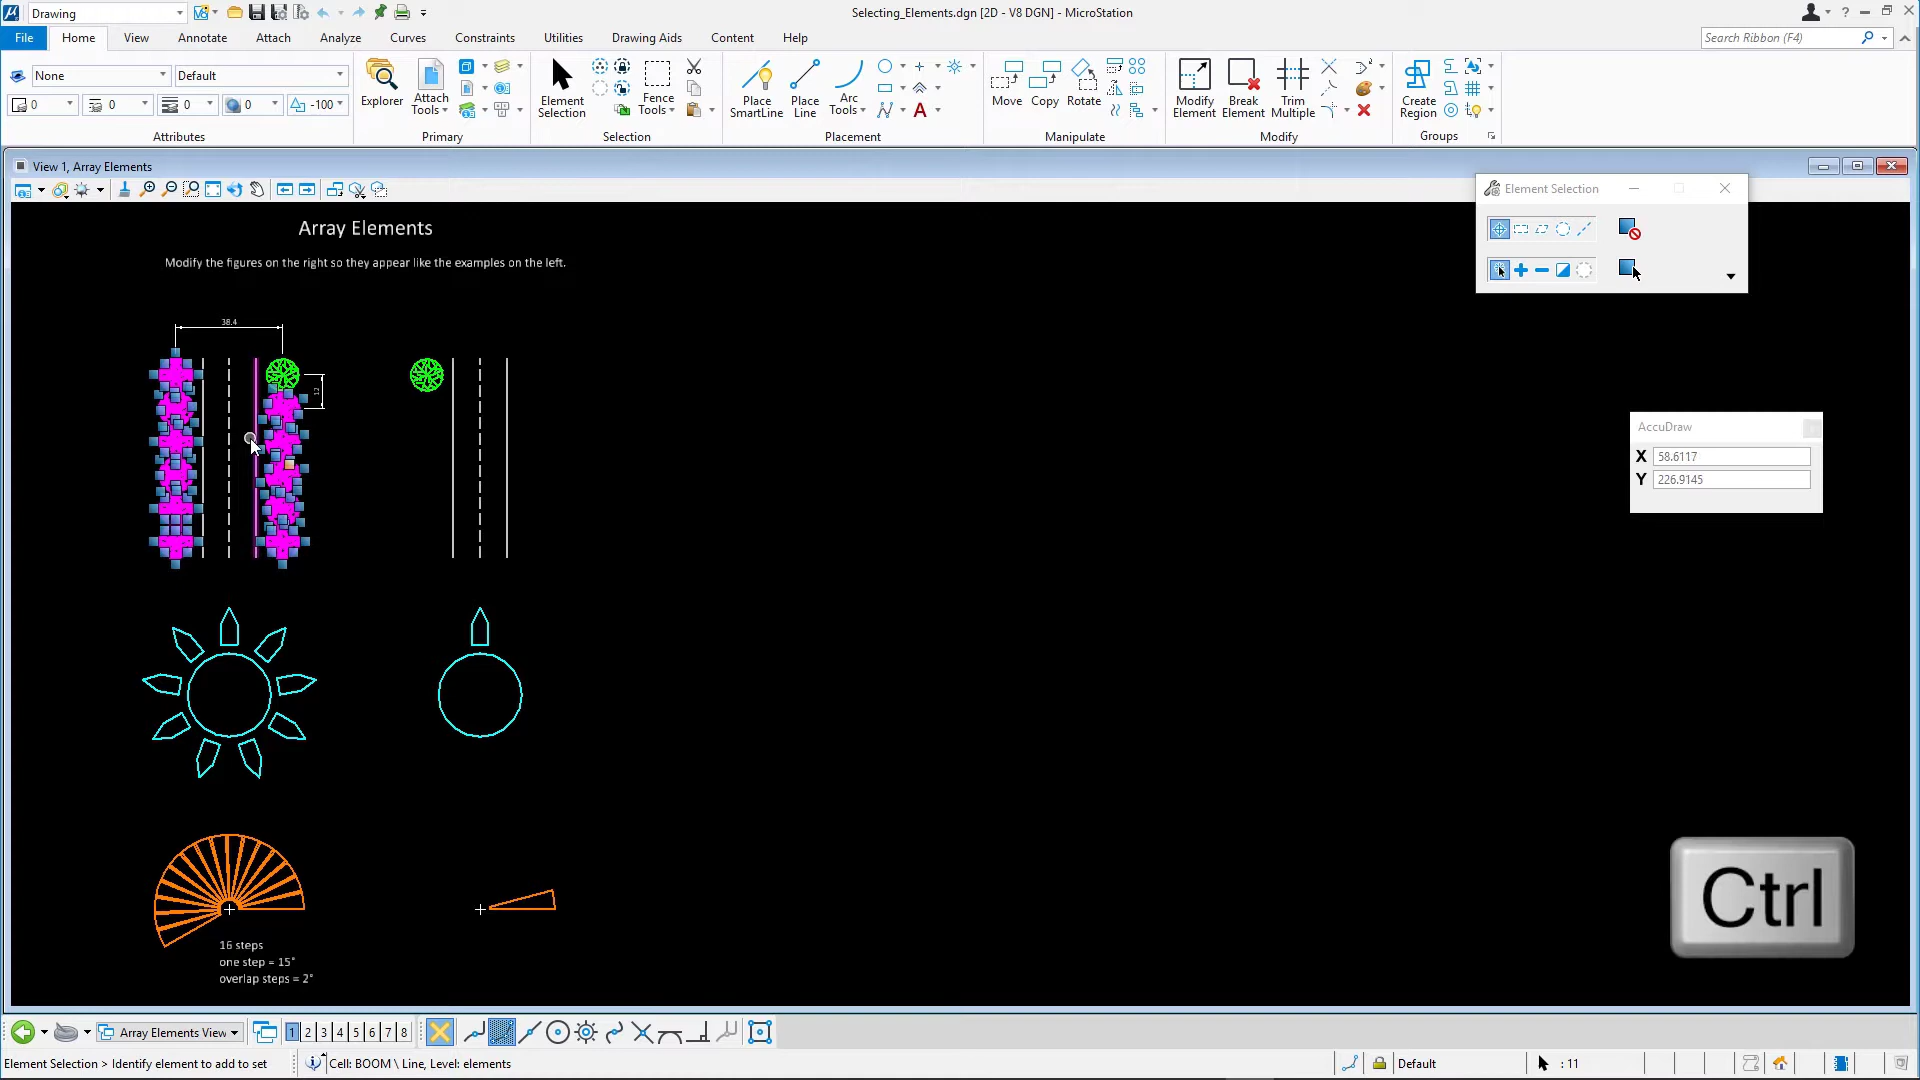 Drawing
Selecting_Elements.dgn [2D - V8 DGN] - MicroStation
File Home View Annotate Attach Analyze Curves Constraints Utilities Drawing Aids Content Help
Search Ribbon (F4)
None
Default
0 0 0 0 -100
Attributes
Explorer
Attach Tools
Primary
Element Selection
Fence Tools
Selection
Place SmartLine
Place Line
Arc Tools
Placement
Move Copy Rotate
Manipulate
Modify Element
Break Element
Trim Multiple
Modify
Create Region
Groups
View 1, Array Elements
Element Selection
Array Elements
Modify the figures on the right so they appear like the examples on the left.
38.4
12
AccuDraw
X 58.6117
Y 226.9145
16 steps
one step = 15°
overlap steps = 2°
Ctrl
Array Elements View
1 2 3 4 5 6 7 8
Element Selection > Identify element to add to set
Cell: BOOM \ Line, Level: elements
Default
: 11